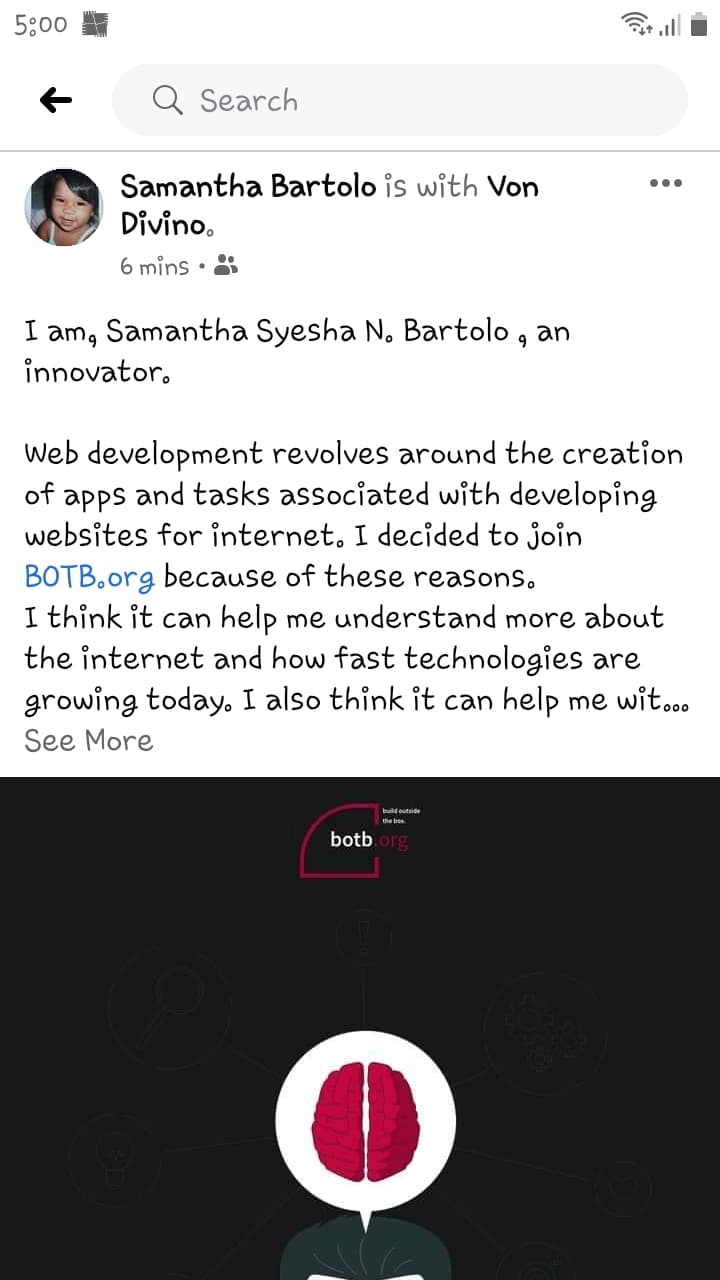 5:00
Search
Samantha Bartolo is with Von
Divino.
6 mins •
I am, Samantha Syesha N. Bartolo , an
innovator.
Web development revolves around the creation
of apps and tasks associated with developing
websites for internet. I decided to join
BOTB.org because of these reasons.
I think it can help me understand more about
the internet and how fast technologies are
growing today. I also think it can help me wit...
See More
build outside
the box.
botb.org